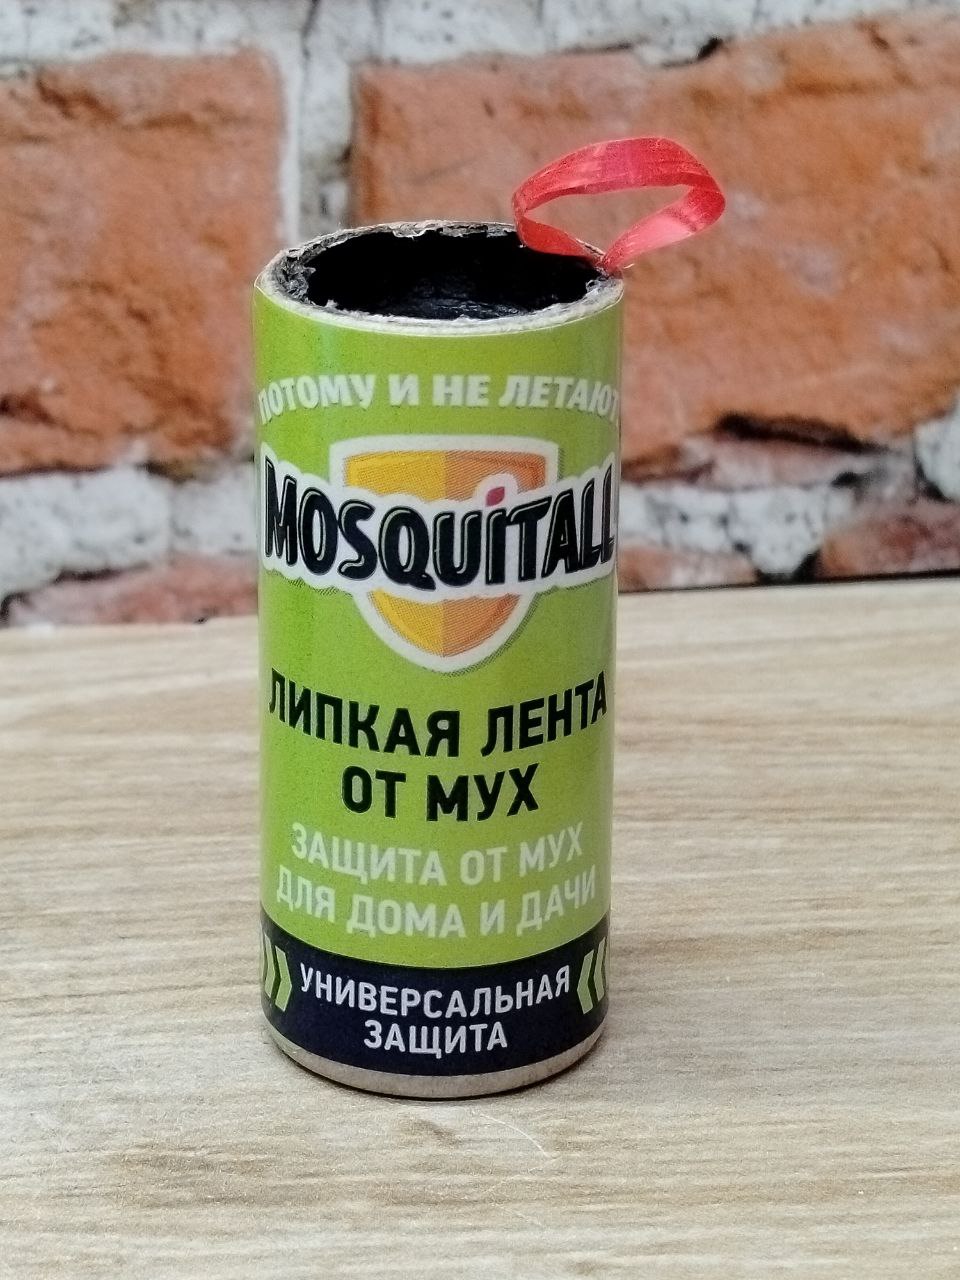 ПОТОМУ И НЕ ЛЕТАЮТ
MOSQUITALL
ЛИПКАЯ ЛЕНТА
ОТ МУХ
ЗАЩИТА ОТ МУХ
ДЛЯ ДОМА И ДАЧИ
УНИВЕРСАЛЬНАЯ
ЗАЩИТА